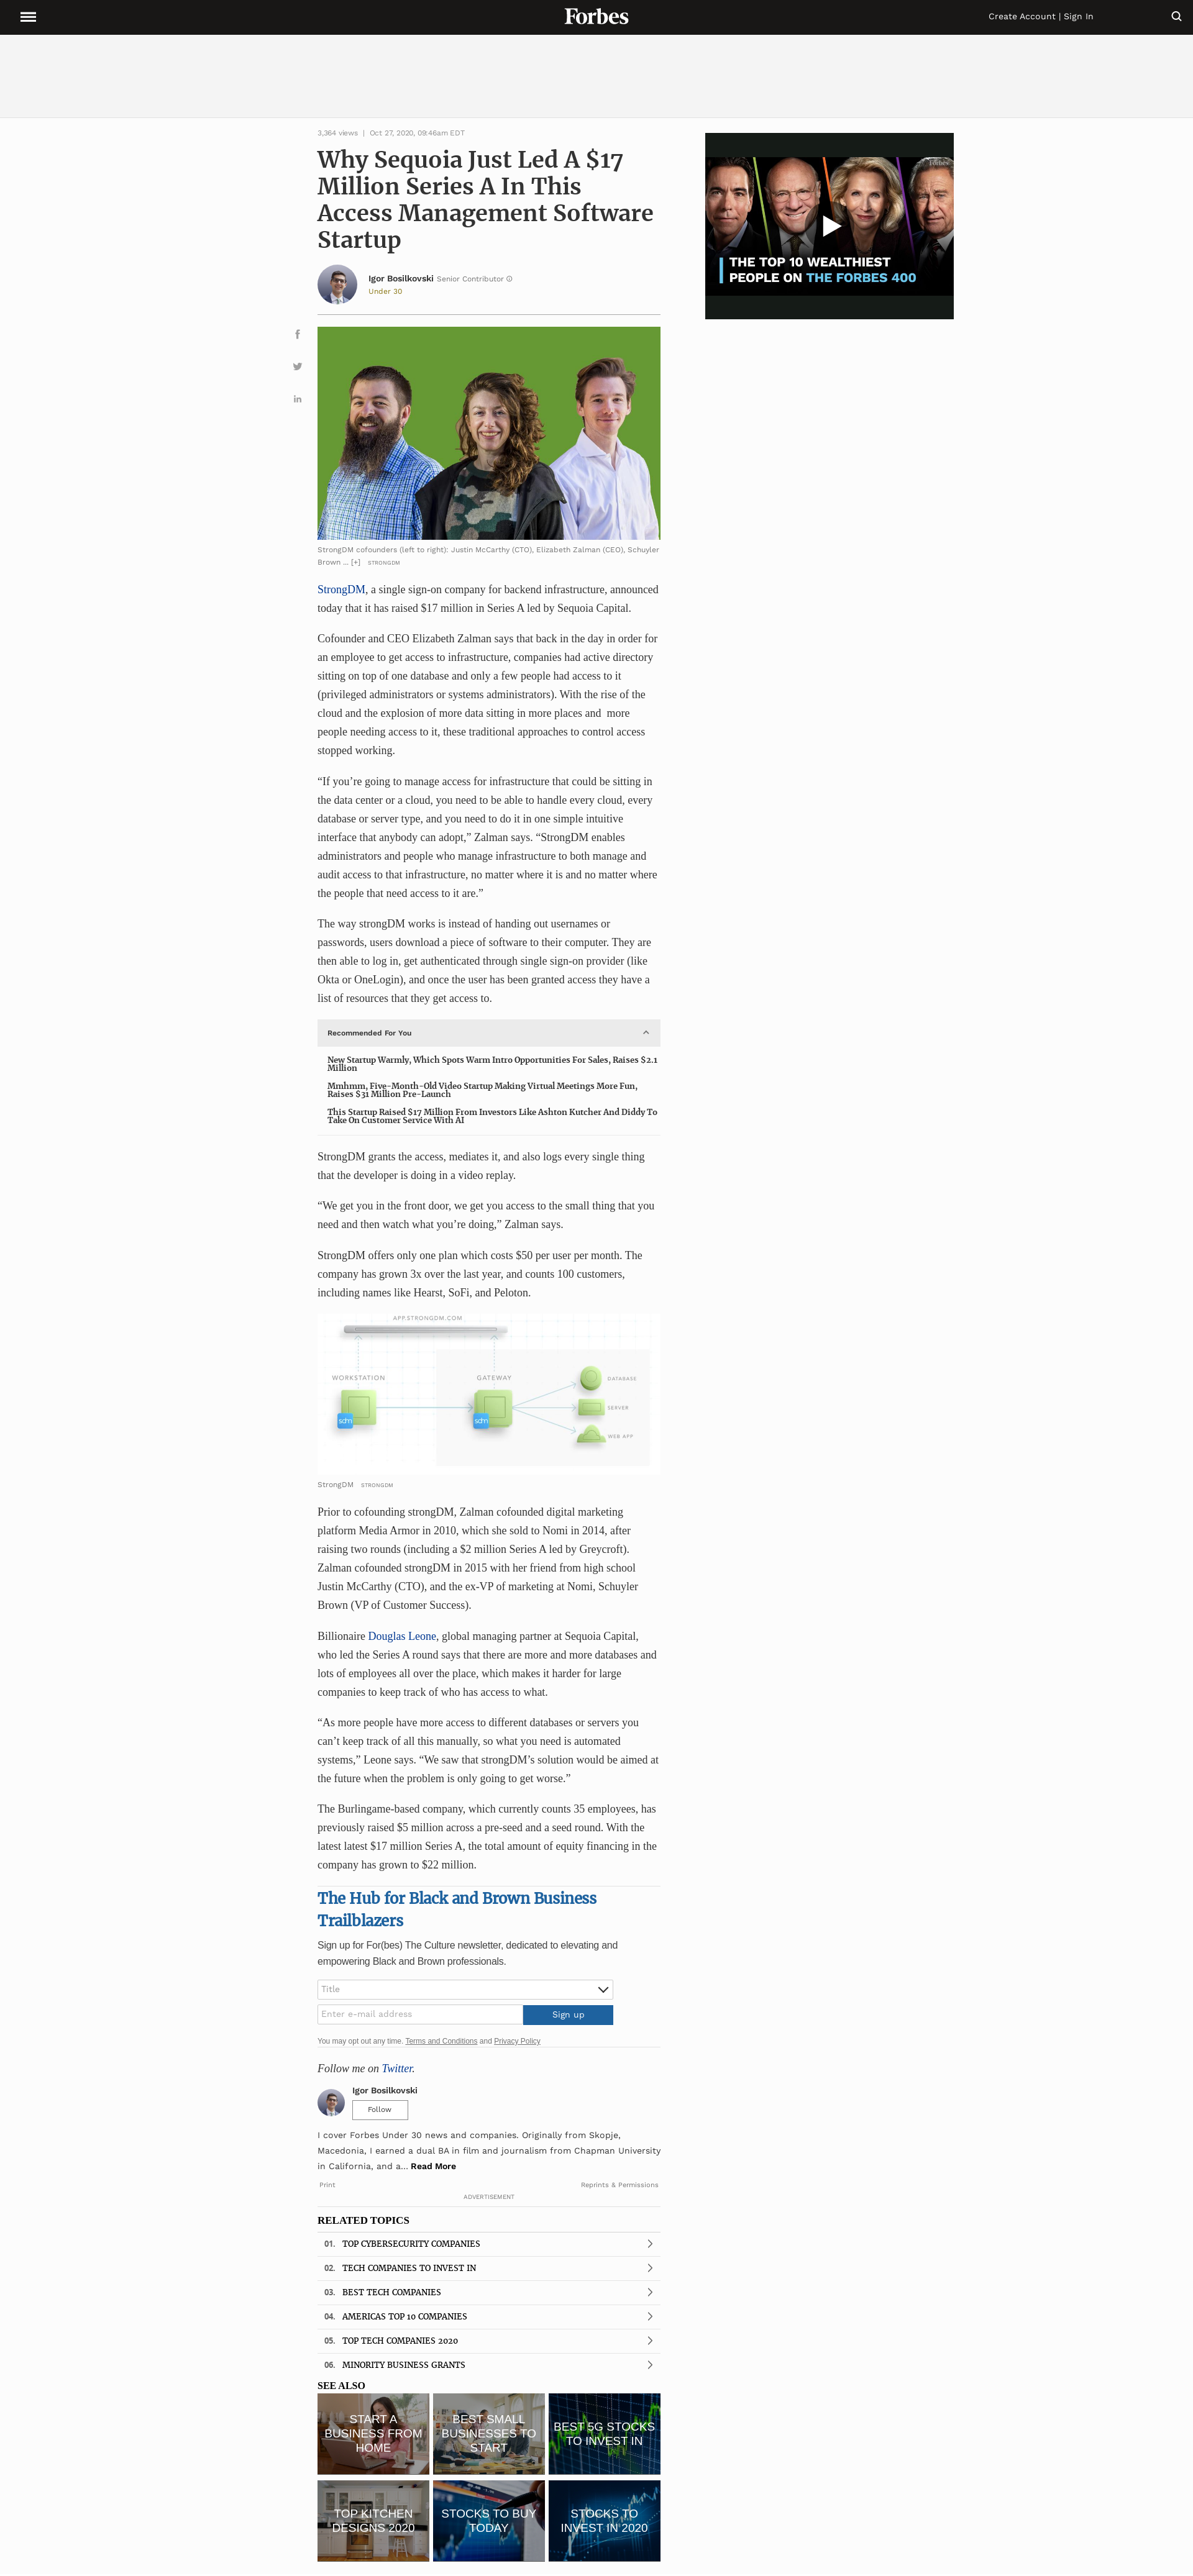 Forbes
Create Account | Sign In
3,364 views | Oct 27, 2020, 09:46am EDT
Why Sequoia Just Led A $17
Million Series A In This
Access Management Software
Startup
Igor Bosilkovski Senior Contributor
Under 30
Forbes
THE TOP 10 WEALTHIEST
PEOPLE ON THE FORBES 400
StrongDM cofounders (left to right): Justin McCarthy (CTO), Elizabeth Zalman (CEO), Schuyler
Brown ... [+] STRONGDM
StrongDM, a single sign-on company for backend infrastructure, announced
today that it has raised $17 million in Series A led by Sequoia Capital.
Cofounder and CEO Elizabeth Zalman says that back in the day in order for
an employee to get access to infrastructure, companies had active directory
sitting on top of one database and only a few people had access to it
(privileged administrators or systems administrators). With the rise of the
cloud and the explosion of more data sitting in more places and  more
people needing access to it, these traditional approaches to control access
stopped working.
“If you’re going to manage access for infrastructure that could be sitting in
the data center or a cloud, you need to be able to handle every cloud, every
database or server type, and you need to do it in one simple intuitive
interface that anybody can adopt,” Zalman says. “StrongDM enables
administrators and people who manage infrastructure to both manage and
audit access to that infrastructure, no matter where it is and no matter where
the people that need access to it are.”
The way strongDM works is instead of handing out usernames or
passwords, users download a piece of software to their computer. They are
then able to log in, get authenticated through single sign-on provider (like
Okta or OneLogin), and once the user has been granted access they have a
list of resources that they get access to.
Recommended For You
New Startup Warmly, Which Spots Warm Intro Opportunities For Sales, Raises $2.1
Million
Mmhmm, Five-Month-Old Video Startup Making Virtual Meetings More Fun,
Raises $31 Million Pre-Launch
This Startup Raised $17 Million From Investors Like Ashton Kutcher And Diddy To
Take On Customer Service With AI
StrongDM grants the access, mediates it, and also logs every single thing
that the developer is doing in a video replay.
“We get you in the front door, we get you access to the small thing that you
need and then watch what you’re doing,” Zalman says.
StrongDM offers only one plan which costs $50 per user per month. The
company has grown 3x over the last year, and counts 100 customers,
including names like Hearst, SoFi, and Peloton.
APP.STRONGDM.COM
WORKSTATION
GATEWAY
DATABASE
SERVER
WEB APP
sdm
sdm
StrongDM STRONGDM
Prior to cofounding strongDM, Zalman cofounded digital marketing
platform Media Armor in 2010, which she sold to Nomi in 2014, after
raising two rounds (including a $2 million Series A led by Greycroft).
Zalman cofounded strongDM in 2015 with her friend from high school
Justin McCarthy (CTO), and the ex-VP of marketing at Nomi, Schuyler
Brown (VP of Customer Success).
Billionaire Douglas Leone, global managing partner at Sequoia Capital,
who led the Series A round says that there are more and more databases and
lots of employees all over the place, which makes it harder for large
companies to keep track of who has access to what.
“As more people have more access to different databases or servers you
can’t keep track of all this manually, so what you need is automated
systems,” Leone says. “We saw that strongDM’s solution would be aimed at
the future when the problem is only going to get worse.”
The Burlingame-based company, which currently counts 35 employees, has
previously raised $5 million across a pre-seed and a seed round. With the
latest latest $17 million Series A, the total amount of equity financing in the
company has grown to $22 million.
The Hub for Black and Brown Business
Trailblazers
Sign up for For(bes) The Culture newsletter, dedicated to elevating and
empowering Black and Brown professionals.
Title
Enter e-mail address
Sign up
You may opt out any time. Terms and Conditions and Privacy Policy
Follow me on Twitter.
Igor Bosilkovski
Follow
I cover Forbes Under 30 news and companies. Originally from Skopje,
Macedonia, I earned a dual BA in film and journalism from Chapman University
in California, and a... Read More
Print
Reprints & Permissions
ADVERTISEMENT
RELATED TOPICS
01. TOP CYBERSECURITY COMPANIES
02. TECH COMPANIES TO INVEST IN
03. BEST TECH COMPANIES
04. AMERICAS TOP 10 COMPANIES
05. TOP TECH COMPANIES 2020
06. MINORITY BUSINESS GRANTS
SEE ALSO
START A
BUSINESS FROM
HOME
BEST SMALL
BUSINESSES TO
START
BEST 5G STOCKS
TO INVEST IN
TOP KITCHEN
DESIGNS 2020
STOCKS TO BUY
TODAY
STOCKS TO
INVEST IN 2020